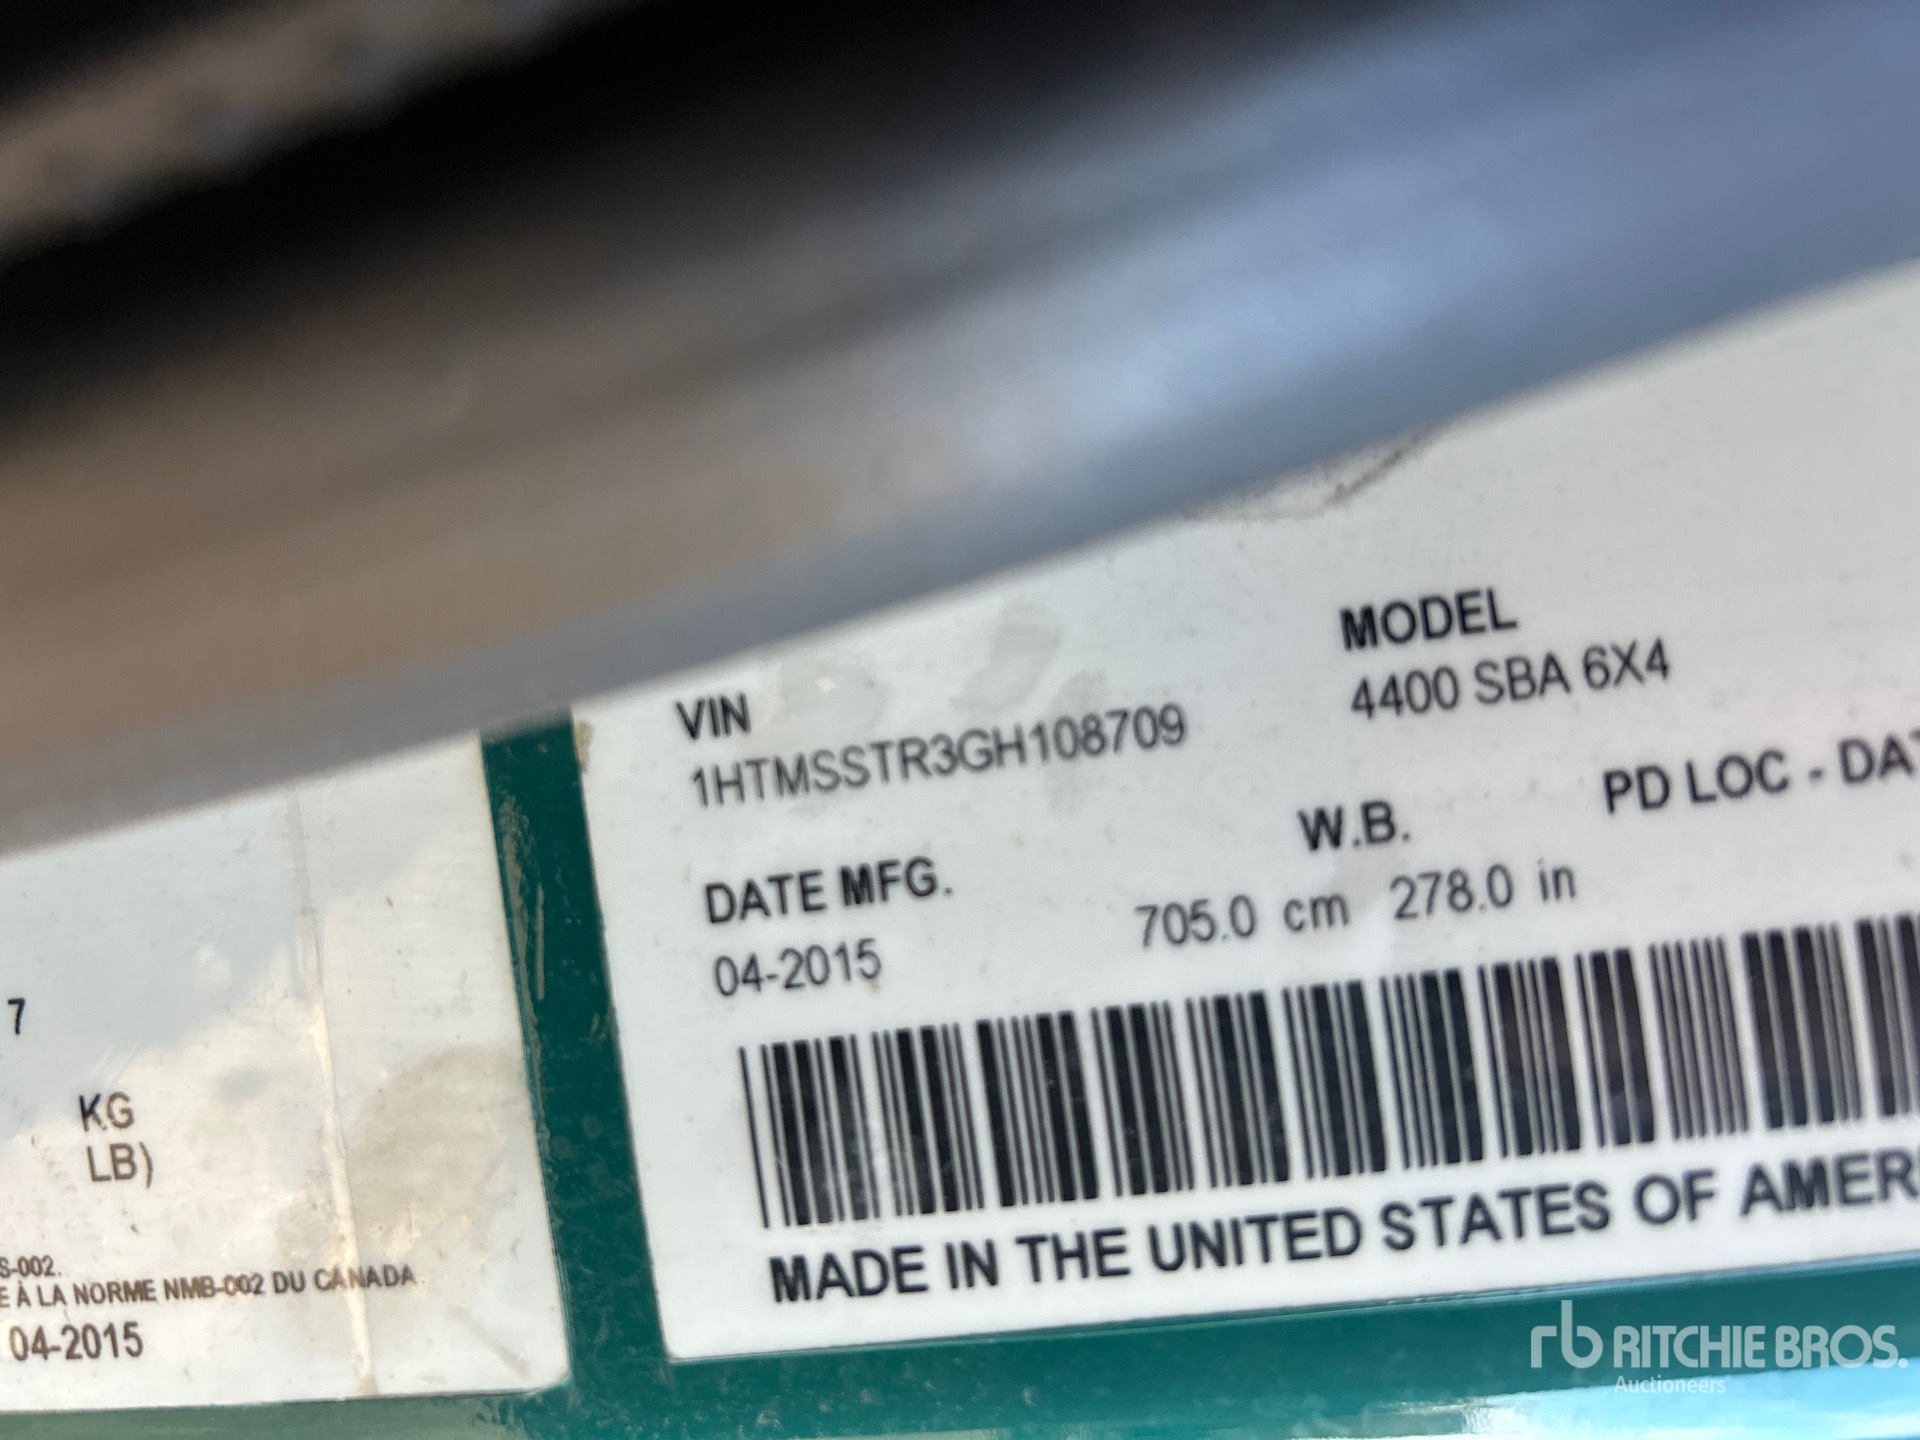 VIN
1HTMSSTR3GH108709
MODEL
4400 SBA 6X4
DATE MFG.
04-2015
W.B.
705.0 cm 278.0 in
PD LOC - DAT
MADE IN THE UNITED STATES OF AMER
7
KG
LB)
S-002.
E À LA NORME NMB-002 DU CANADA
04-2015
rb RITCHIE BROS.
Auctioneers